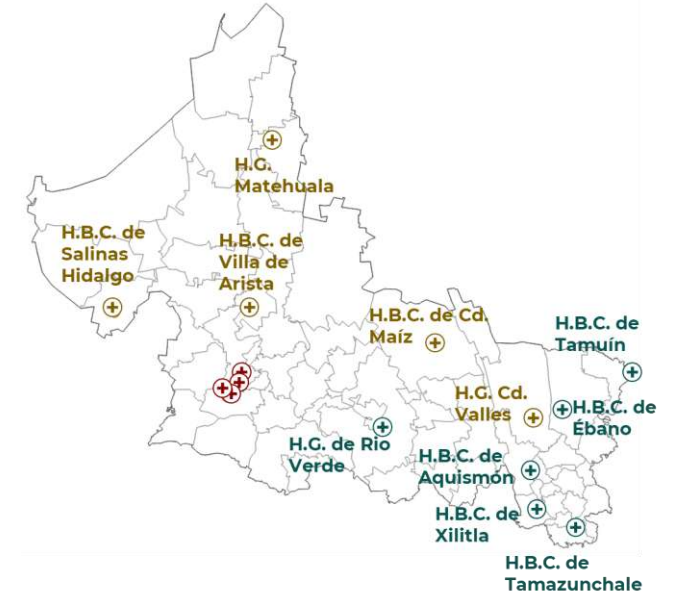 H.G.
Matehuala
H.B.C. de
Salinas
Hidalgo
H.B.C. de
Villa de
Arista
H.B.C. de Cd.
Maíz
H.B.C. de
Tamuín
H.G. Cd.
Valles
H.B.C. de
Ébano
H.G. de Rio
Verde
H.B.C. de
Aquismón
H.B.C. de
Xilitla
H.B.C. de
Tamazunchale